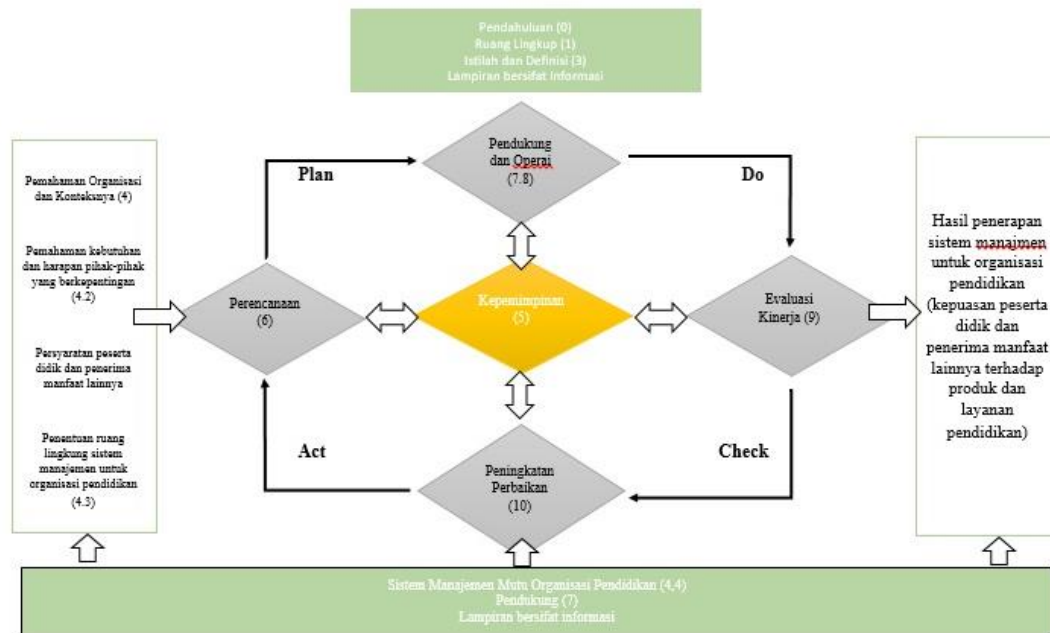 Pendahuluan (0)
Ruang Lingkup (1)
Istilah dan Definisi (3)
Lampiran bersifat Informasi
Pemahaman Organisasi
dan Konteksnya (4)
Pemahaman kebutuhan
dan harapan pihak-pihak
yang berkepentingan
(4.2)
Persyaratan peserta
didik dan penerima
manfaat lainnya
Penentuan ruang
lingkung sistem
manajemen untuk
organisasi pendidikan
(4.3)
Plan
Pendukung
dan Operai
(7.8)
Do
Perencanaan
(6)
Kepemimpinan
(5)
Evaluasi
Kinerja (9)
Act
Peningkatan
Perbaikan
(10)
Check
Hasil penerapan
sistem manajmen
untuk organisasi
pendidikan
(kepuasan peserta
didik dan
penerima manfaat
lainnya terhadap
produk dan
layanan
pendidikan)
Sistem Manajemen Mutu Organisasi Pendidikan (4,4)
Pendukung (7)
Lampiran bersifat informasi